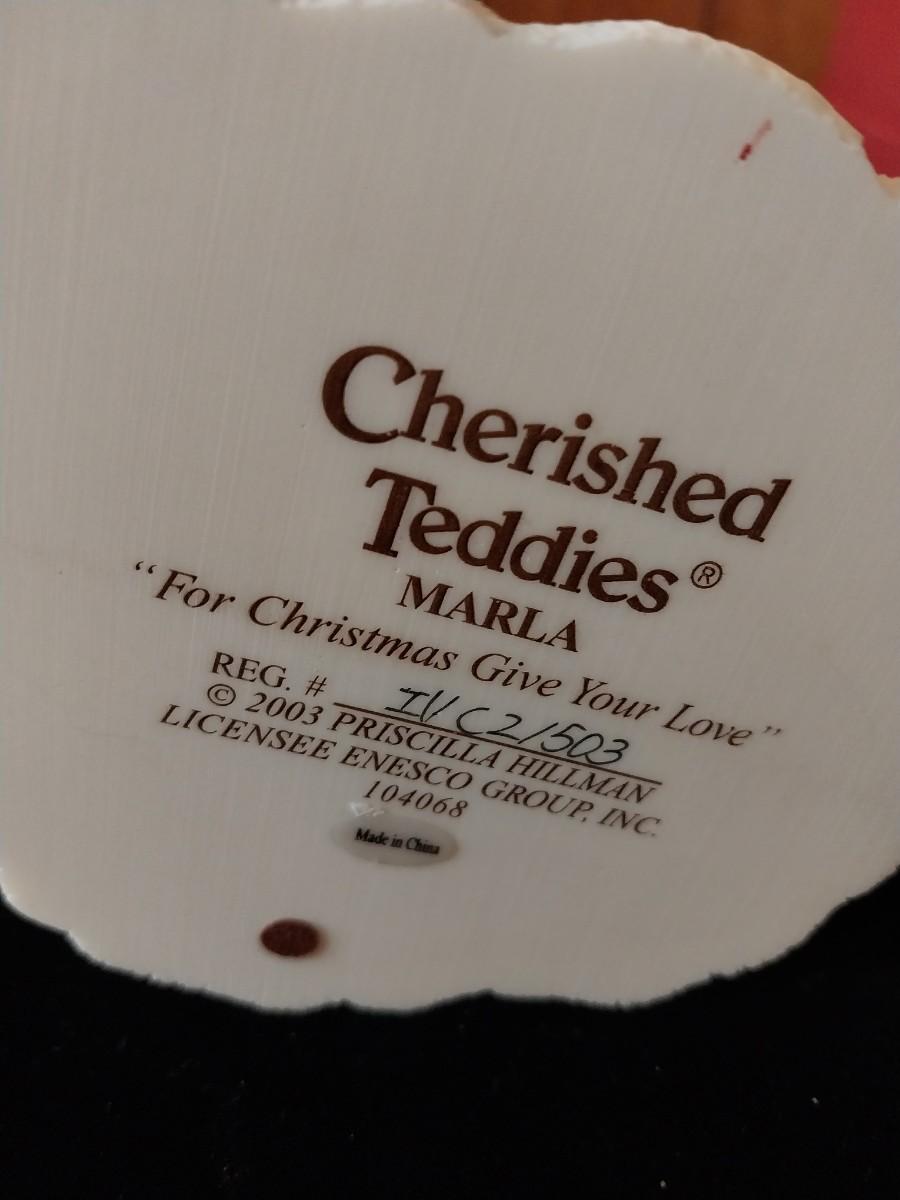 Cherished
Teddies®
MARLA
“For Christmas Give Your Love”
REG. # IV C2/503
© 2003 PRISCILLA HILLMAN
LICENSEE ENESCO GROUP, INC.
104068
Made in China